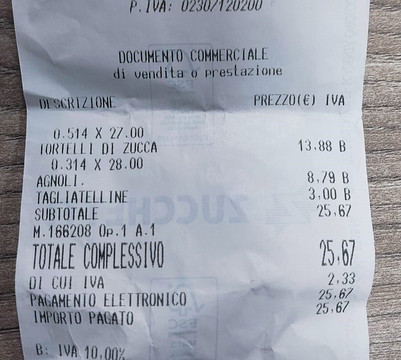 P.IVA: 0230/120200
DOCUMENTO COMMERCIALE
di vendita o prestazione
DESCRIZIONE PREZZO(€) IVA
0.514 X 27.00
TORTELLI DI ZUCCA 13.88 B
0.314 X 28.00
AGNOLI. 8,79 B
TAGLIATELLINE 3,00 B
SUBTOTALE 25,67
M.166208 Op.1 A.1
TOTALE COMPLESSIVO 25,67
DI CUI IVA 2,33
PAGAMENTO ELETTRONICO 25,67
IMPORTO PAGATO 25,67
B: IVA 10,00%